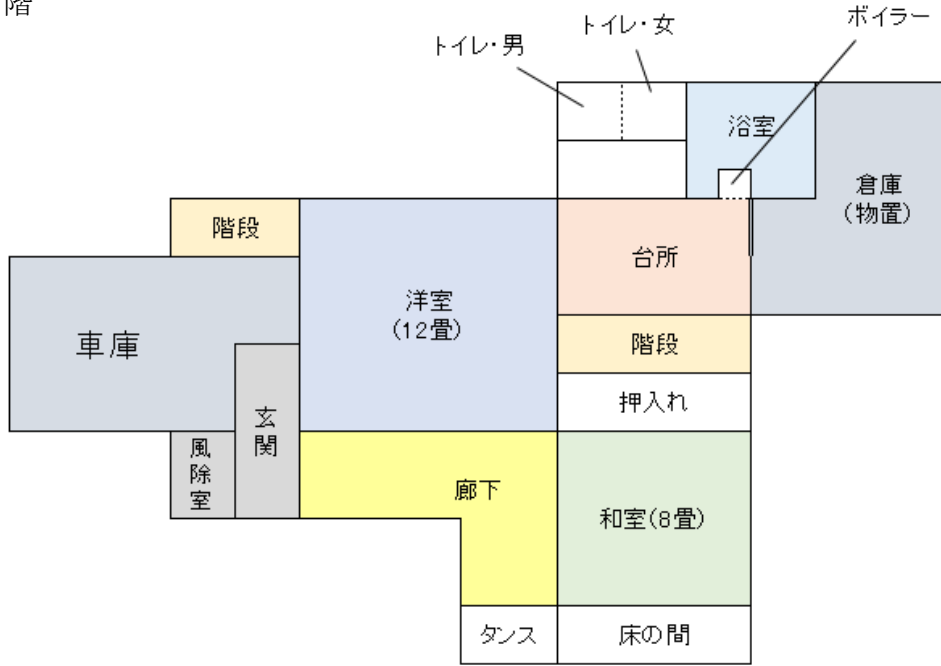 階
ボイラー
トイレ・女
トイレ・男
浴室
倉庫
(物置)
階段
台所
洋室
(12畳)
車庫
階段
押入れ
玄関
風除室
廊下
和室(8畳)
タンス
床の間